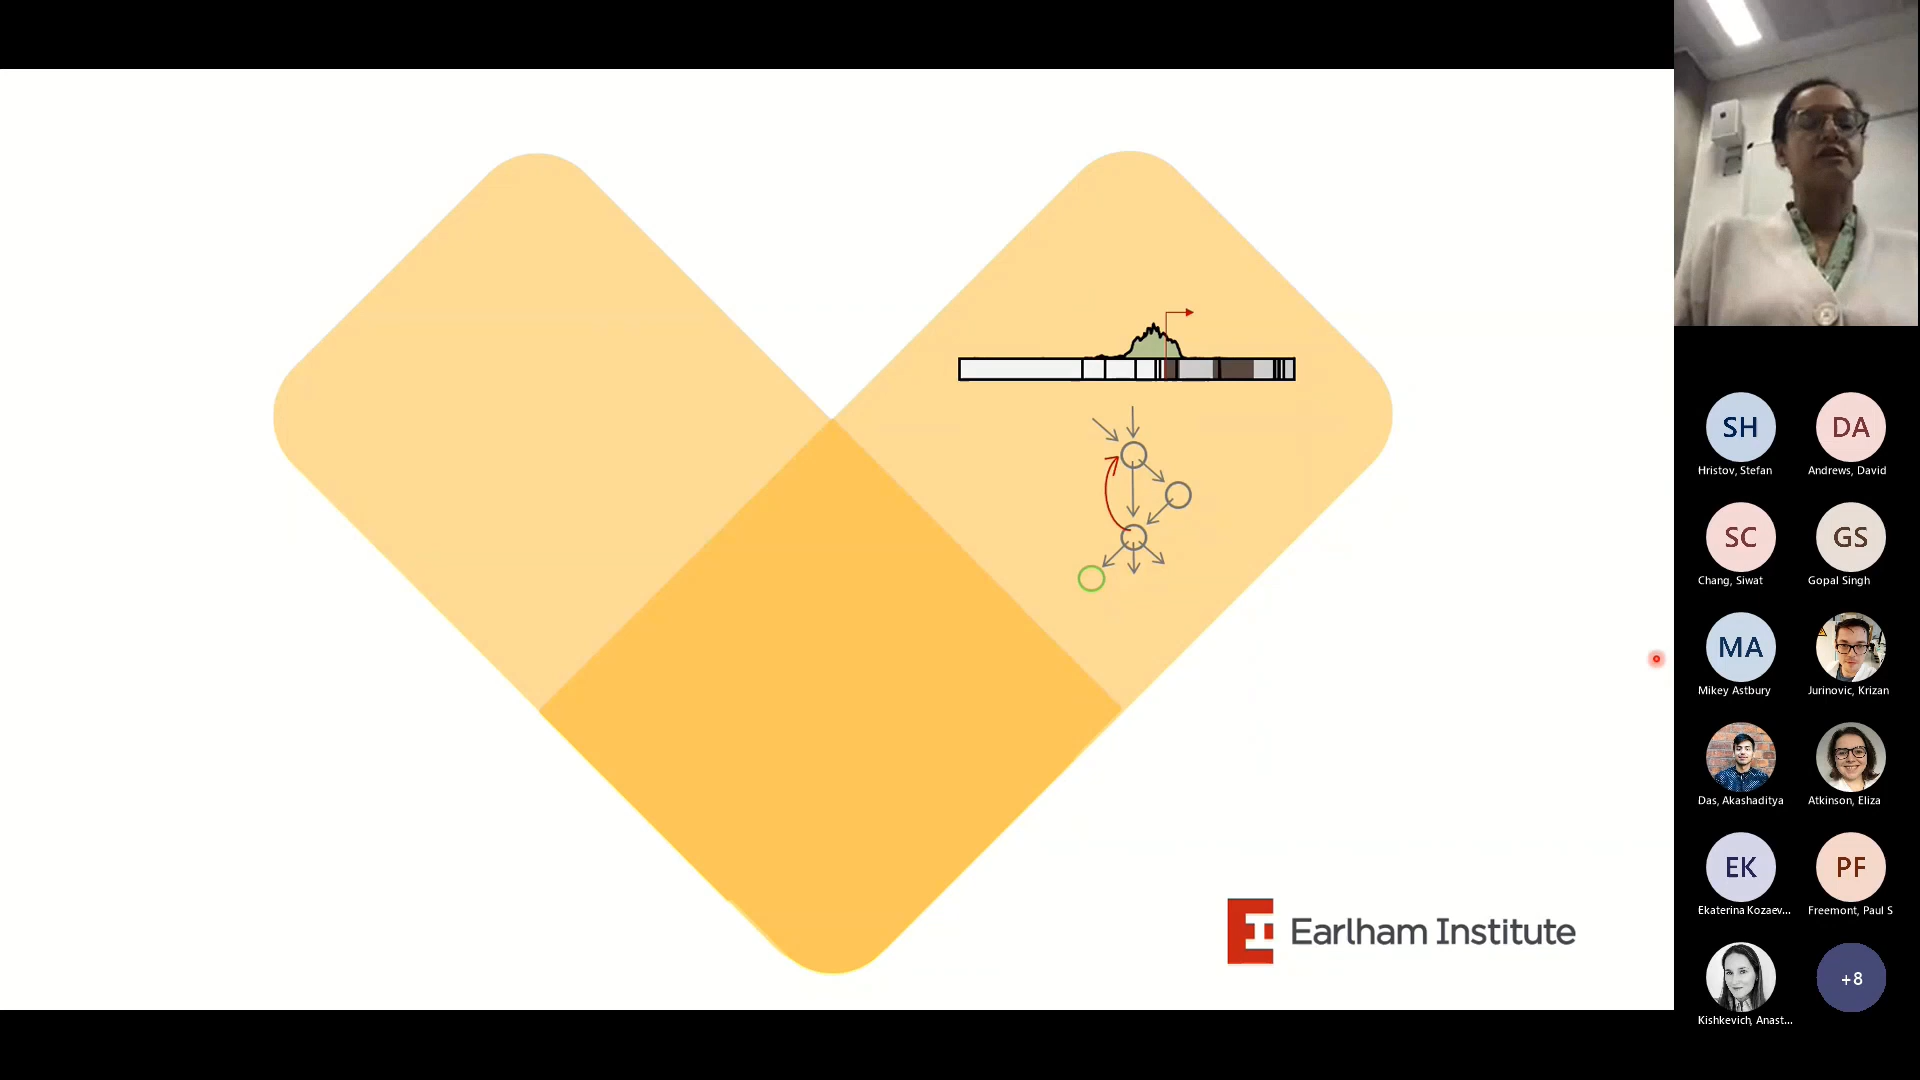 Earlham Institute
SH
DA
Hristov, Stefan
Andrews, David
SC
GS
Chang, Siwat
Gopal Singh
MA
Mikey Astbury
Jurinovic, Krizan
Das, Akashaditya
Atkinson, Eliza
EK
PF
Ekaterina Kozaev...
Freemont, Paul S
Kishkevich, Anast...
+8